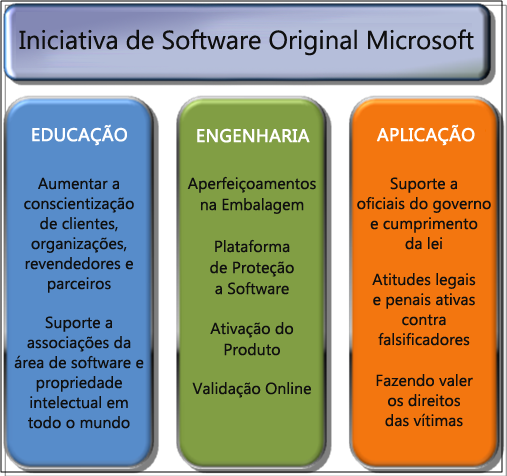 Iniciativa de Software Original Microsoft
EDUCAÇÃO
Aumentar a
conscientização
de clientes,
organizações,
revendedores e
parceiros
Suporte a
associações da
área de software e
propriedade
intelectual em
todo o mundo
ENGENHARIA
Aperfeiçoamentos
na Embalagem
Plataforma
de Proteção
a Software
Ativação do
Produto
Validação Online
APLICAÇÃO
Suporte a
oficiais do governo
e cumprimento
da lei
Atitudes legais
e penais ativas
contra
falsificadores
Fazendo valer
os direitos
das vítimas